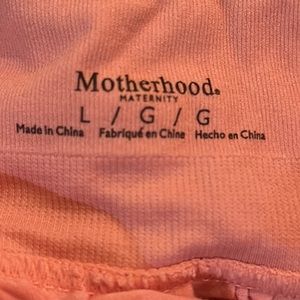 Motherhood®
MATERNITY
L / G / G
Made in China Fabriqué en Chine Hecho en China